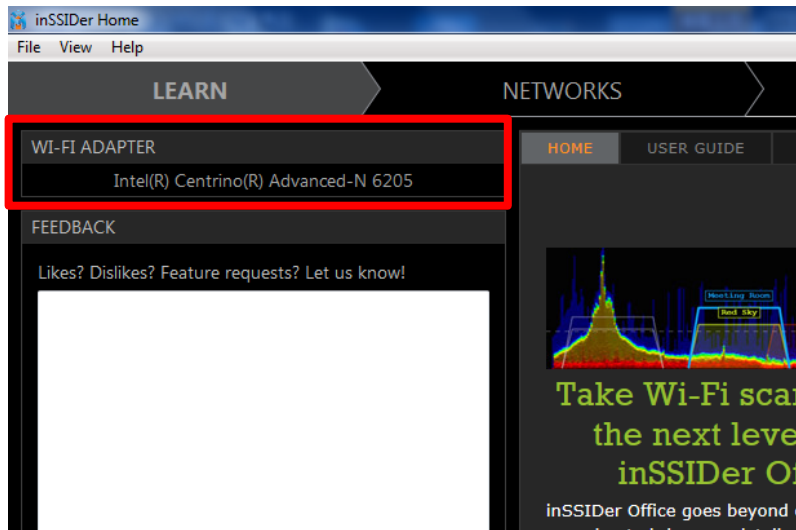 inSSIDer Home
File View Help
LEARN
NETWORKS
WI-FI ADAPTER
Intel(R) Centrino(R) Advanced-N 6205
HOME
USER GUIDE
FEEDBACK
Likes? Dislikes? Feature requests? Let us know!
Meeting Room
Red Sky
Take Wi-Fi
the next
inSSIDer
inSSIDer Office goes beyond